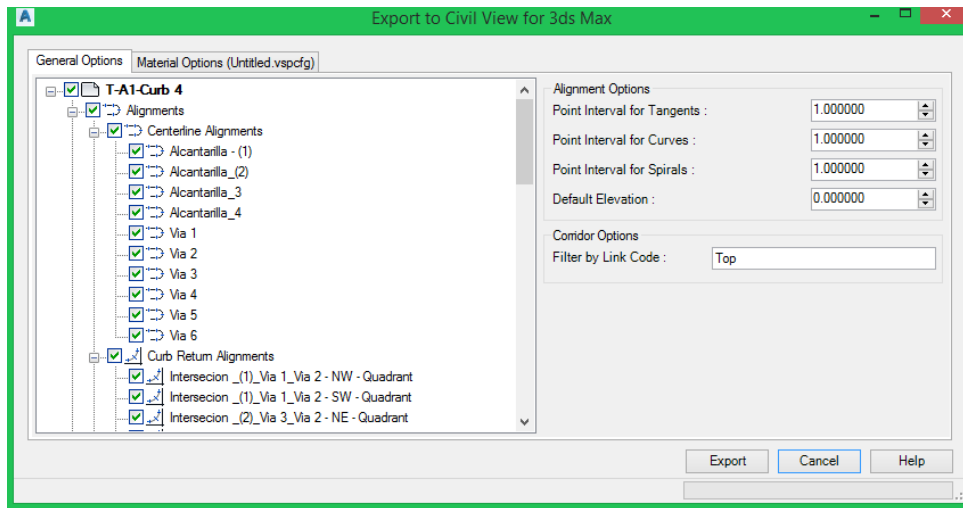 Export to Civil View for 3ds Max
General Options
Material Options (Untitled.vspcfg)
T-A1-Curb 4
Alignments
Centerline Alignments
Alcantarilla - (1)
Alcantarilla_(2)
Alcantarilla_3
Alcantarilla_4
Via 1
Via 2
Via 3
Via 4
Via 5
Via 6
Curb Return Alignments
Intersecion _(1)_Via 1_Via 2 - NW - Quadrant
Intersecion _(1)_Via 1_Via 2 - SW - Quadrant
Intersecion _(2)_Via 3_Via 2 - NE - Quadrant
Alignment Options
Point Interval for Tangents : 1.000000
Point Interval for Curves : 1.000000
Point Interval for Spirals : 1.000000
Default Elevation : 0.000000
Corridor Options
Filter by Link Code : Top
Export Cancel Help